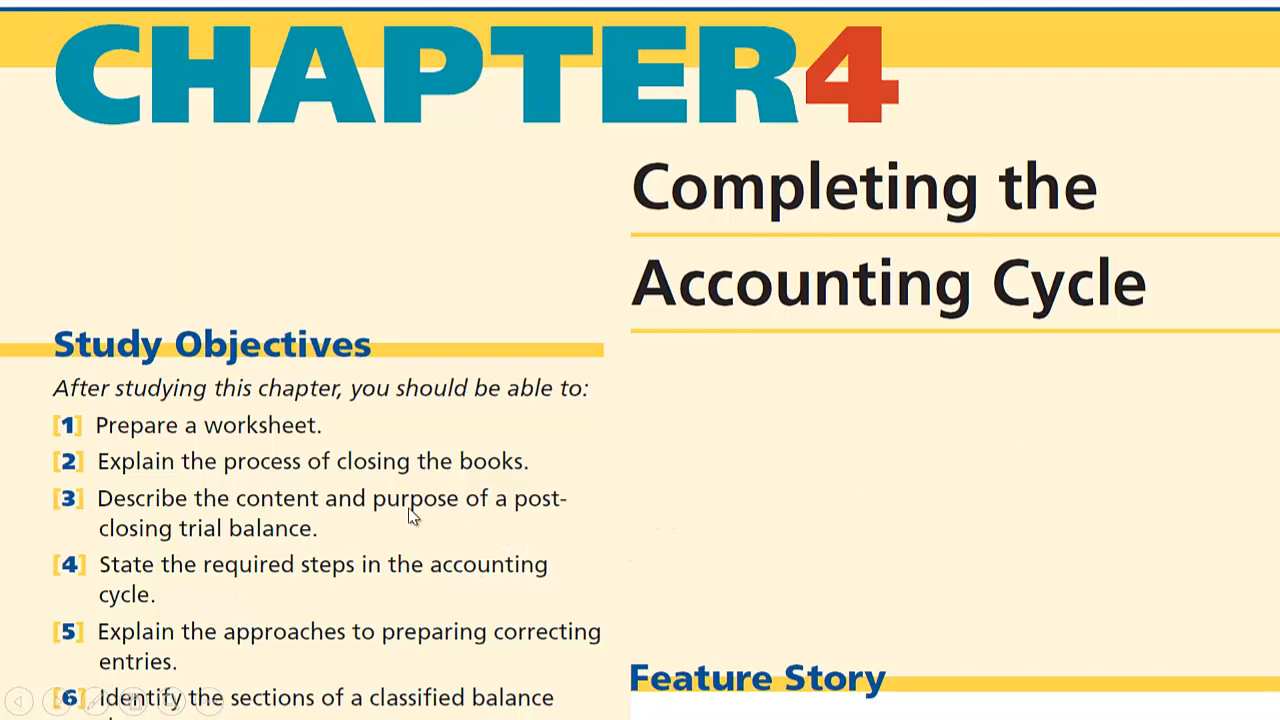 CHAPTER4
Completing the
Accounting Cycle
Study Objectives
After studying this chapter, you should be able to:
[1] Prepare a worksheet.
[2] Explain the process of closing the books.
[3] Describe the content and purpose of a post-
closing trial balance.
[4] State the required steps in the accounting
cycle.
[5] Explain the approaches to preparing correcting
entries.
[6] Identify the sections of a classified balance
Feature Story